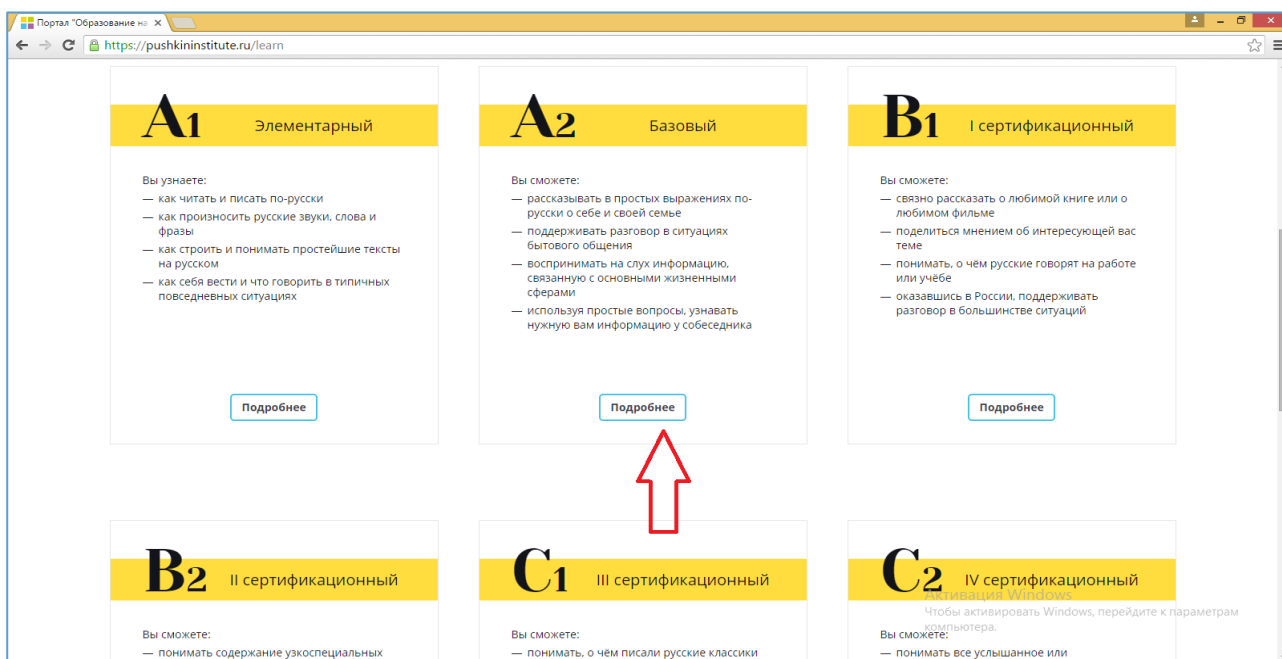 Портал "Образование на
https://pushkininstitute.ru/learn
A1 Элементарный
Вы узнаете:
— как читать и писать по-русски
— как произносить русские звуки, слова и
фразы
— как строить и понимать простейшие тексты
на русском
— как себя вести и что говорить в типичных
повседневных ситуациях
Подробнее
A2 Базовый
Вы сможете:
— рассказывать в простых выражениях по-
русски о себе и своей семье
— поддерживать разговор в ситуациях
бытового общения
— воспринимать на слух информацию,
связанную с основными жизненными
сферами
— используя простые вопросы, узнавать
нужную вам информацию у собеседника
Подробнее
B1 I сертификационный
Вы сможете:
— связно рассказать о любимой книге или о
любимом фильме
— поделиться мнением об интересующей вас
теме
— понимать, о чём русские говорят на работе
или учёбе
— оказавшись в России, поддерживать
разговор в большинстве ситуаций
Подробнее
B2 II сертификационный
Вы сможете:
— понимать содержание узкоспециальных
C1 III сертификационный
Вы сможете:
— понимать, о чём писали русские классики
C2 IV сертификационный
Вы сможете:
— понимать все услышанное или
Активация Windows
Чтобы активировать Windows, перейдите к параметрам
компьютера.